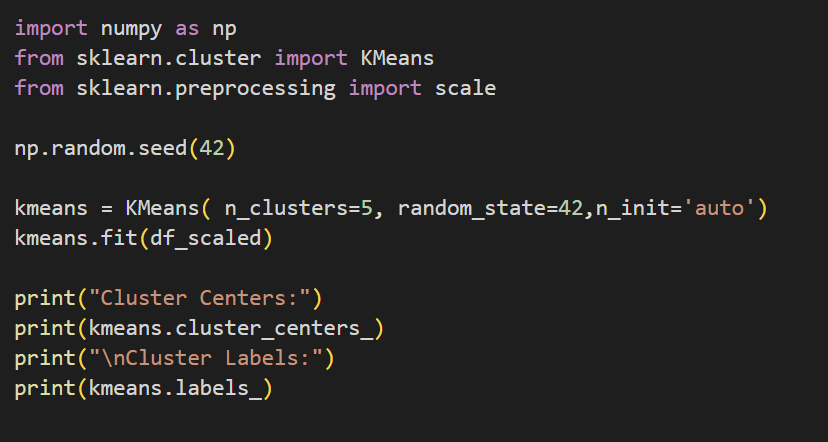 import numpy as np
from sklearn.cluster import KMeans
from sklearn.preprocessing import scale
np.random.seed(42)
kmeans = KMeans( n_clusters=5, random_state=42,n_init='auto')
kmeans.fit(df_scaled)
print("Cluster Centers:")
print(kmeans.cluster_centers_)
print("\nCluster Labels:")
print(kmeans.labels_)